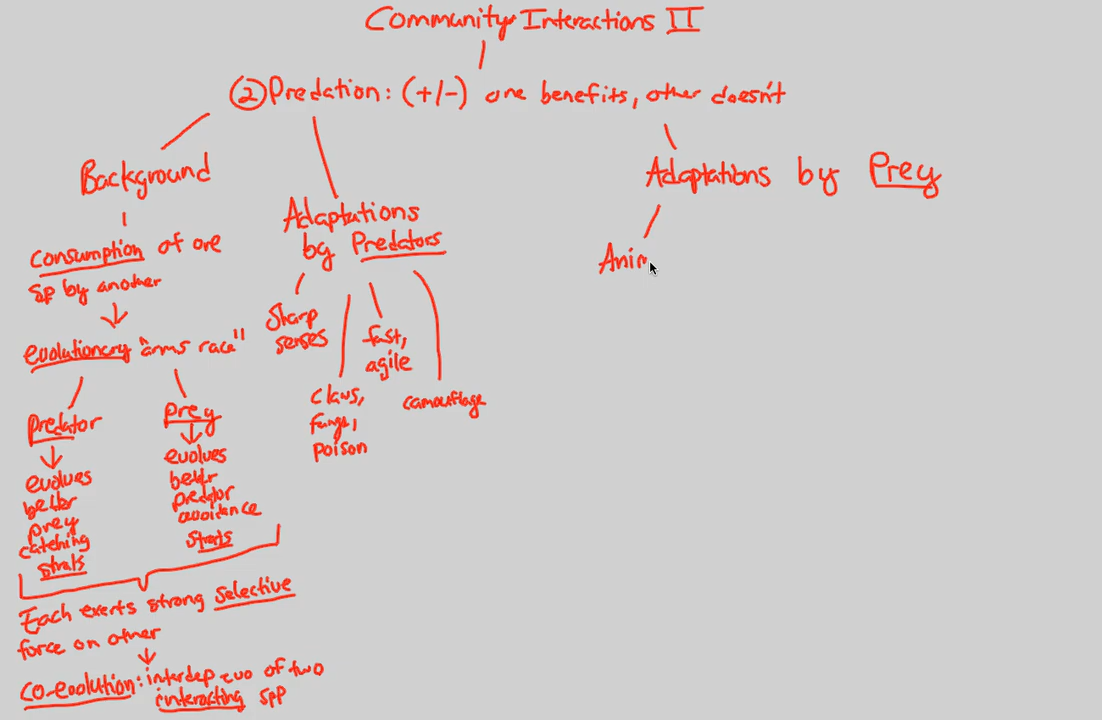 Community Interactions II
② Predation: (+/-) one benefits, other doesn't
Background
consumption of one
sp by another
evolutionary "arms race"
Predator
evolves
better
prey
catching
strats
Prey
evolves
better
predator
avoidance
strats
Each exerts strong selective
force on other
co-evolution: interdep evo of two
interacting spp
Adaptations
by Predators
Sharp
senses
claws,
fangs,
poison
fast,
agile
camouflage
Adaptations by Prey
Anim